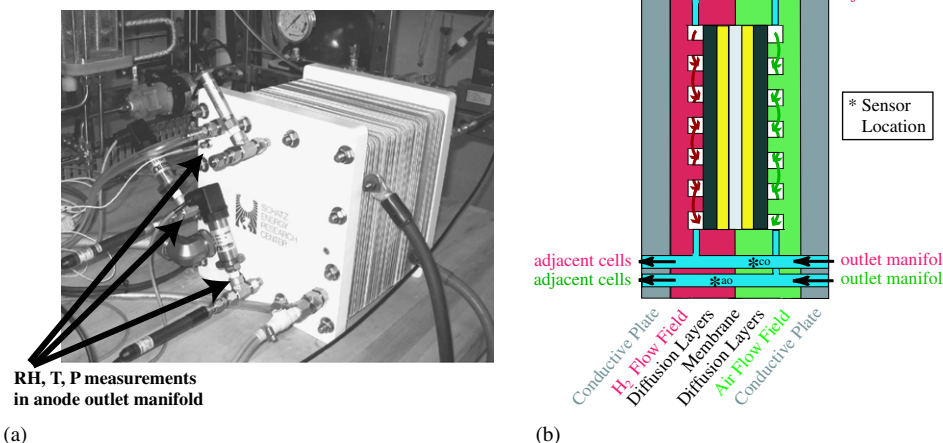 SCHATZ
ENERGY
RESEARCH
CENTER
RH, T, P measurements
in anode outlet manifold
(a)
* Sensor
Location
adjacent cells
*co
outlet manifol
adjacent cells
*ao
outlet manifol
Conductive Plate
H2 Flow Field
Diffusion Layers
Membrane
Diffusion Layers
Air Flow Field
Conductive Plate
(b)